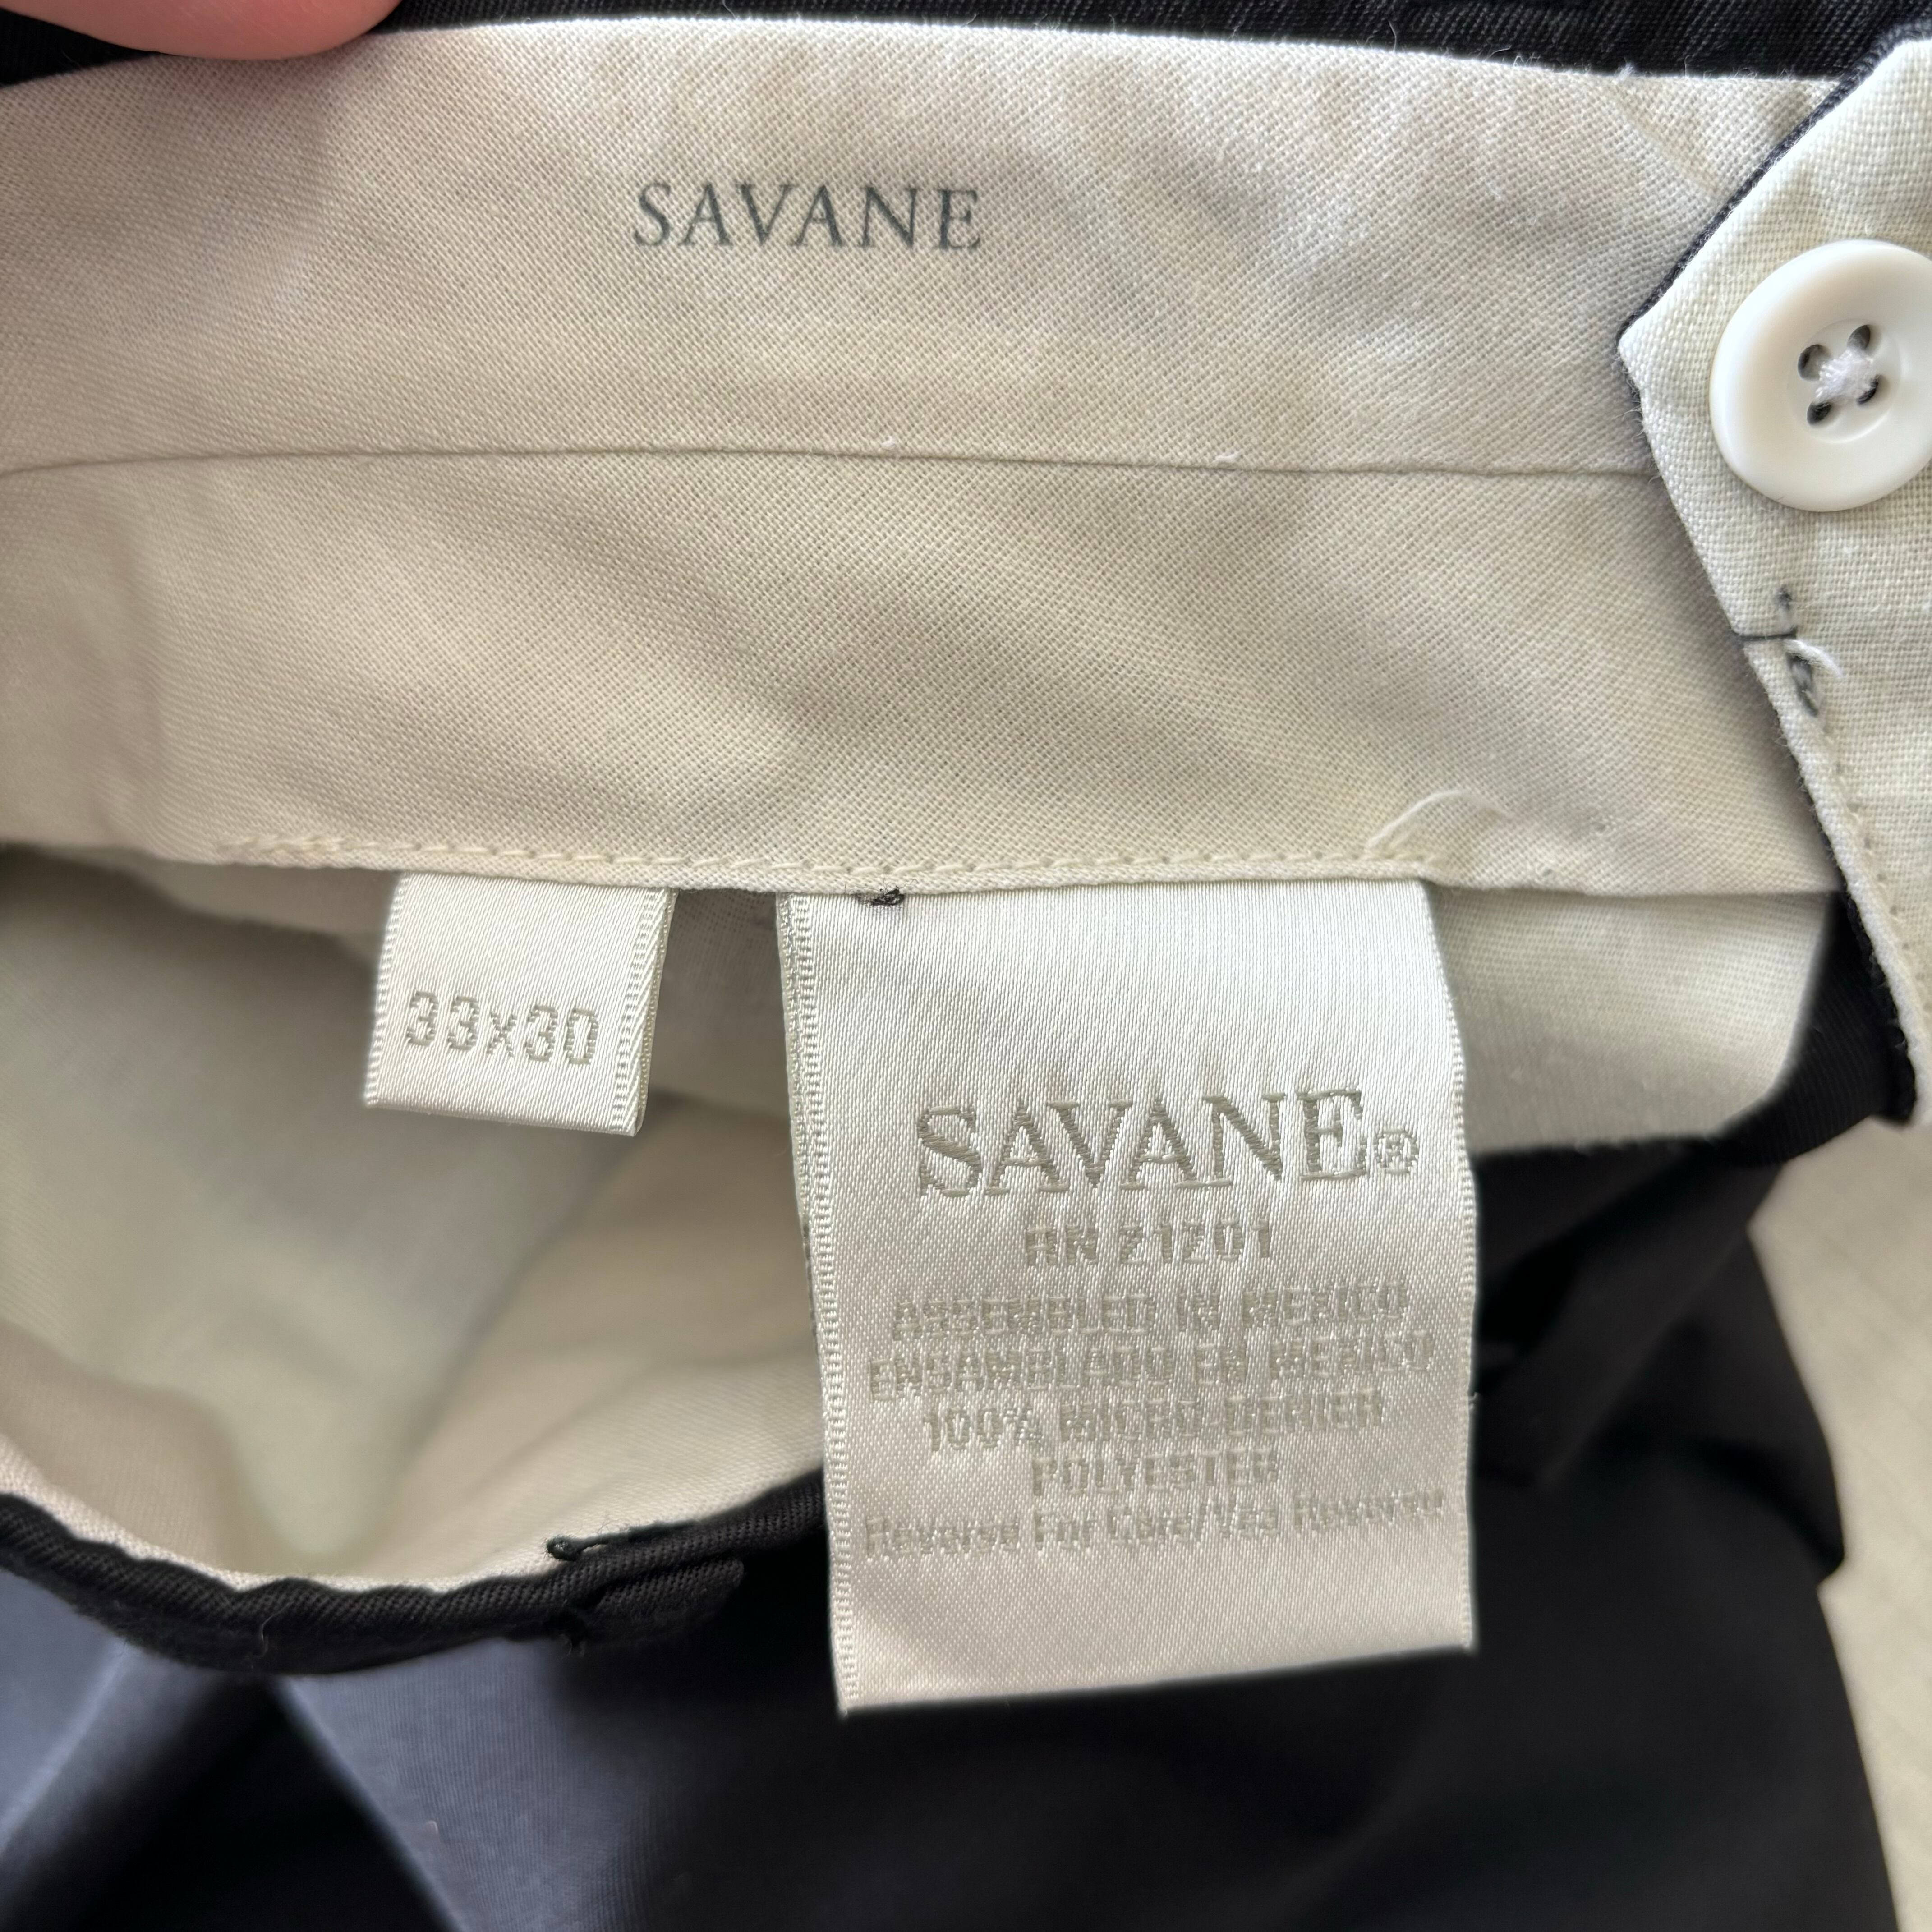 SAVANE
33x30
SAVANE®
RN 21201
ASSEMBLED IN MEXICO
ENSAMBLADO EN MEXICO
100% MICRO DENIER
POLYESTER
Reverse For Care/Vea Reverso